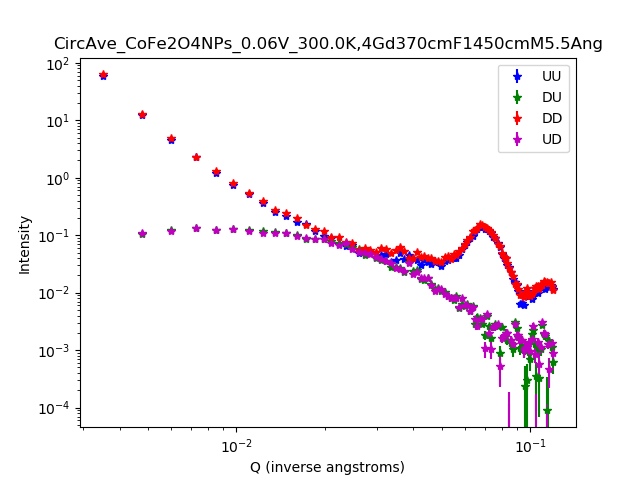 CircAve_CoFe2O4NPs_0.06V_300.0K,4Gd370cmF1450cmM5.5Ang
10²
10¹
10⁰
10⁻¹
10⁻²
10⁻³
10⁻⁴
Intensity
UU
DU
DD
UD
10⁻²
10⁻¹
Q (inverse angstroms)